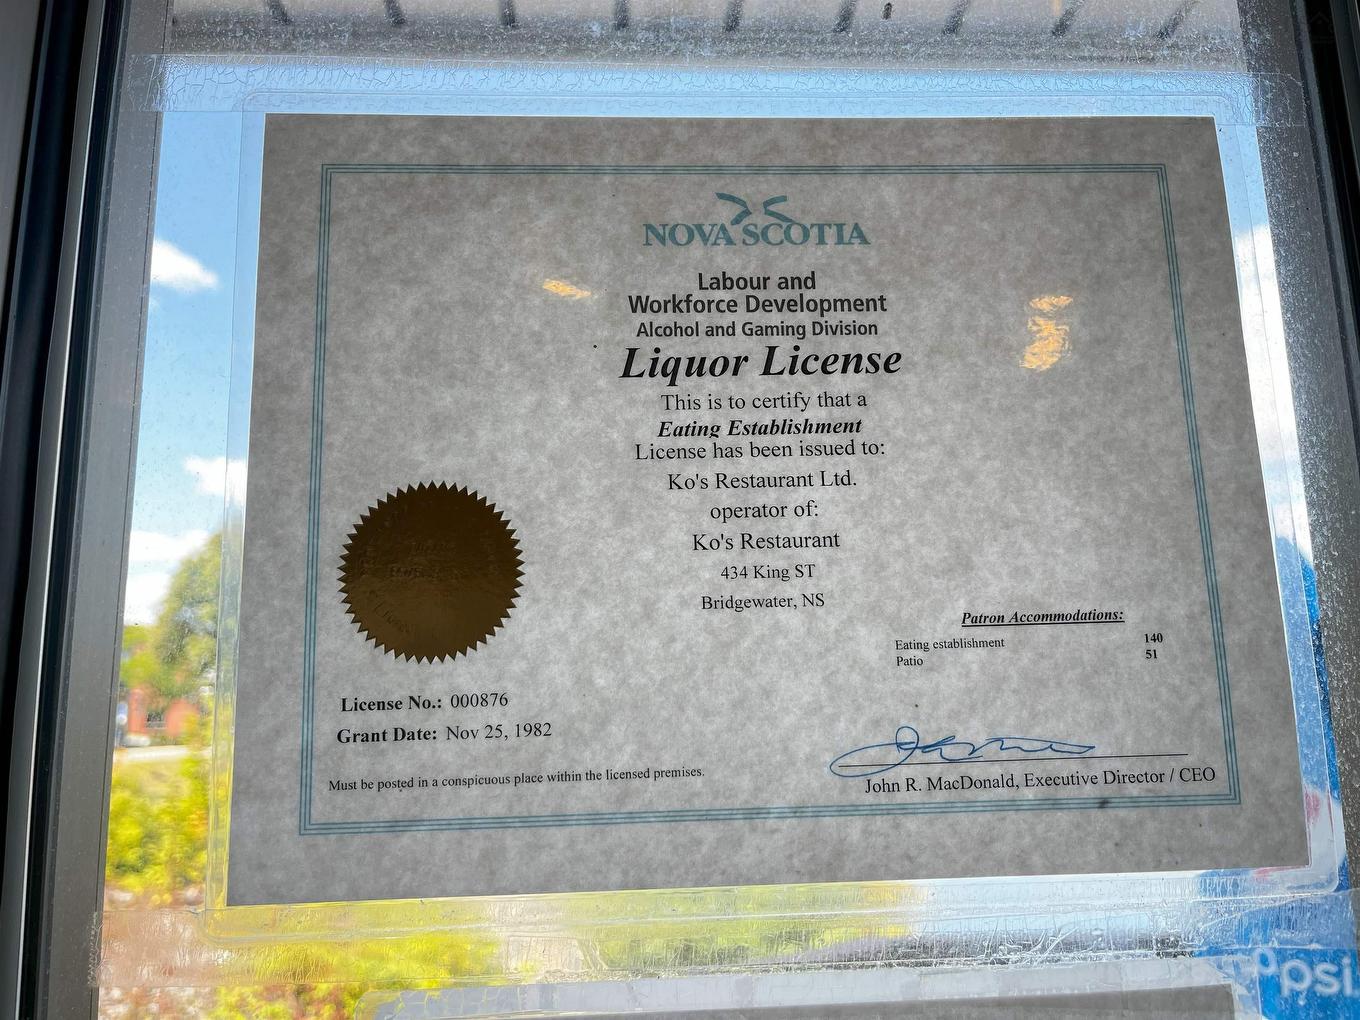 NOVA SCOTIA
Labour and
Workforce Development
Alcohol and Gaming Division
Liquor License
This is to certify that a
Eating Establishment
License has been issued to:
Ko's Restaurant Ltd.
operator of:
Ko's Restaurant
434 King ST
Bridgewater, NS
Patron Accommodations:
Eating establishment 140
Patio 51
License No.: 000876
Grant Date: Nov 25, 1982
Must be posted in a conspicuous place within the licensed premises.
John R. MacDonald, Executive Director / CEO
psi